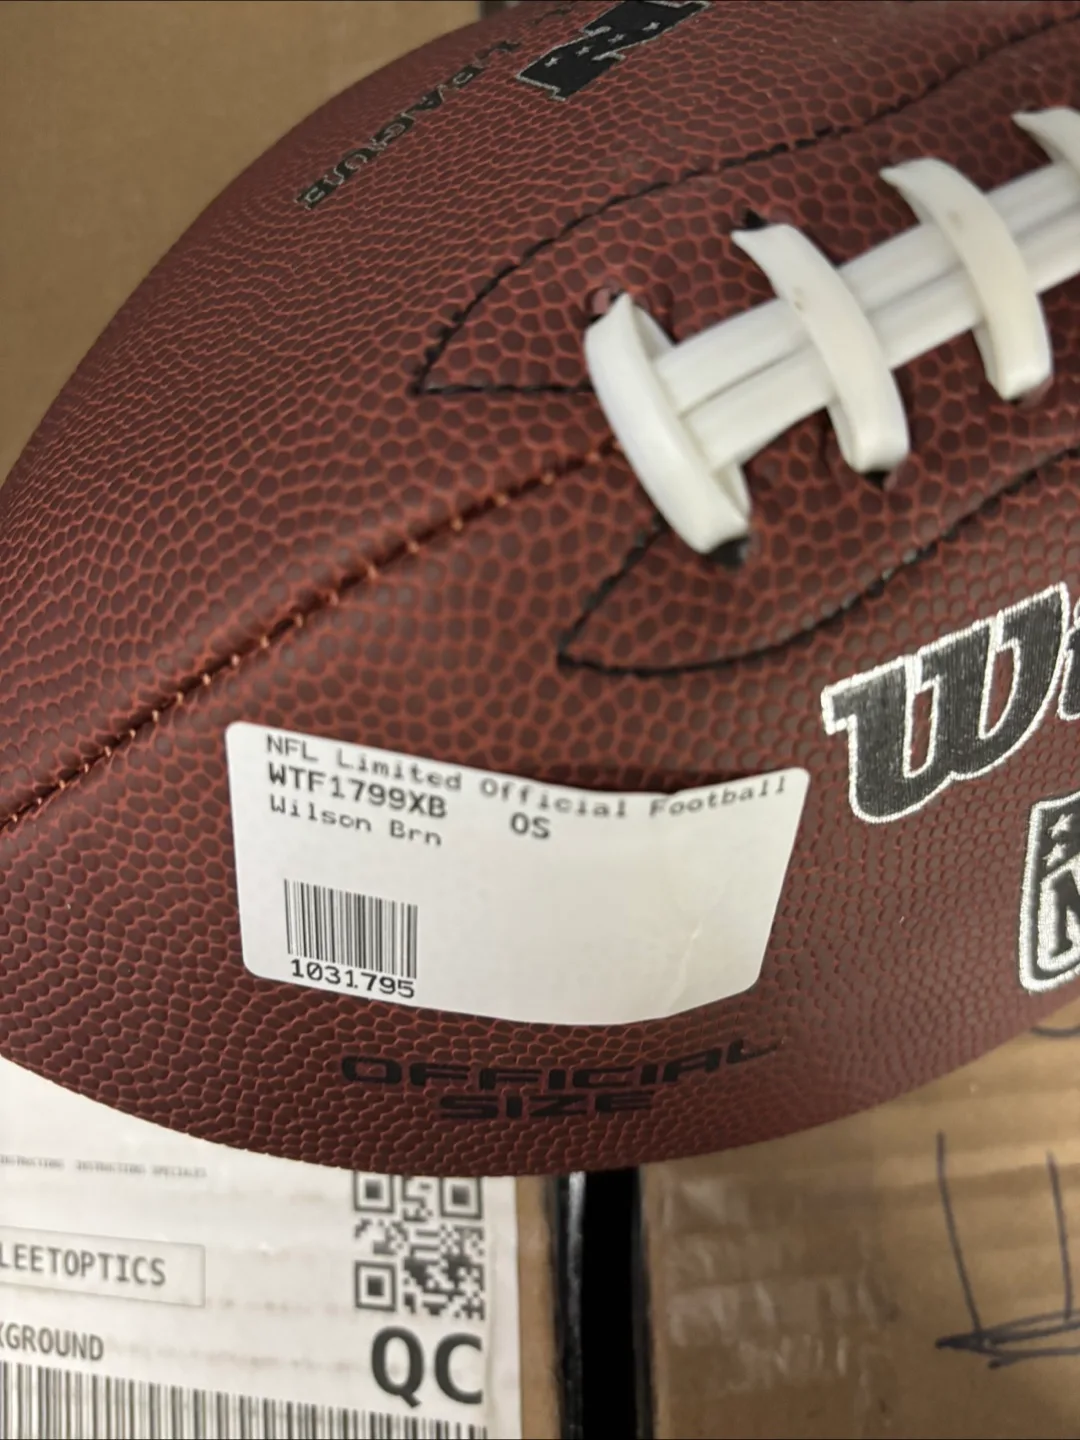 LEAGUE
NFL Limited Official Football
WTF1799XB OS
Wilson Brn
1031795
OFFICIAL
SIZE
LEETOPTICS
KGROUND
QC